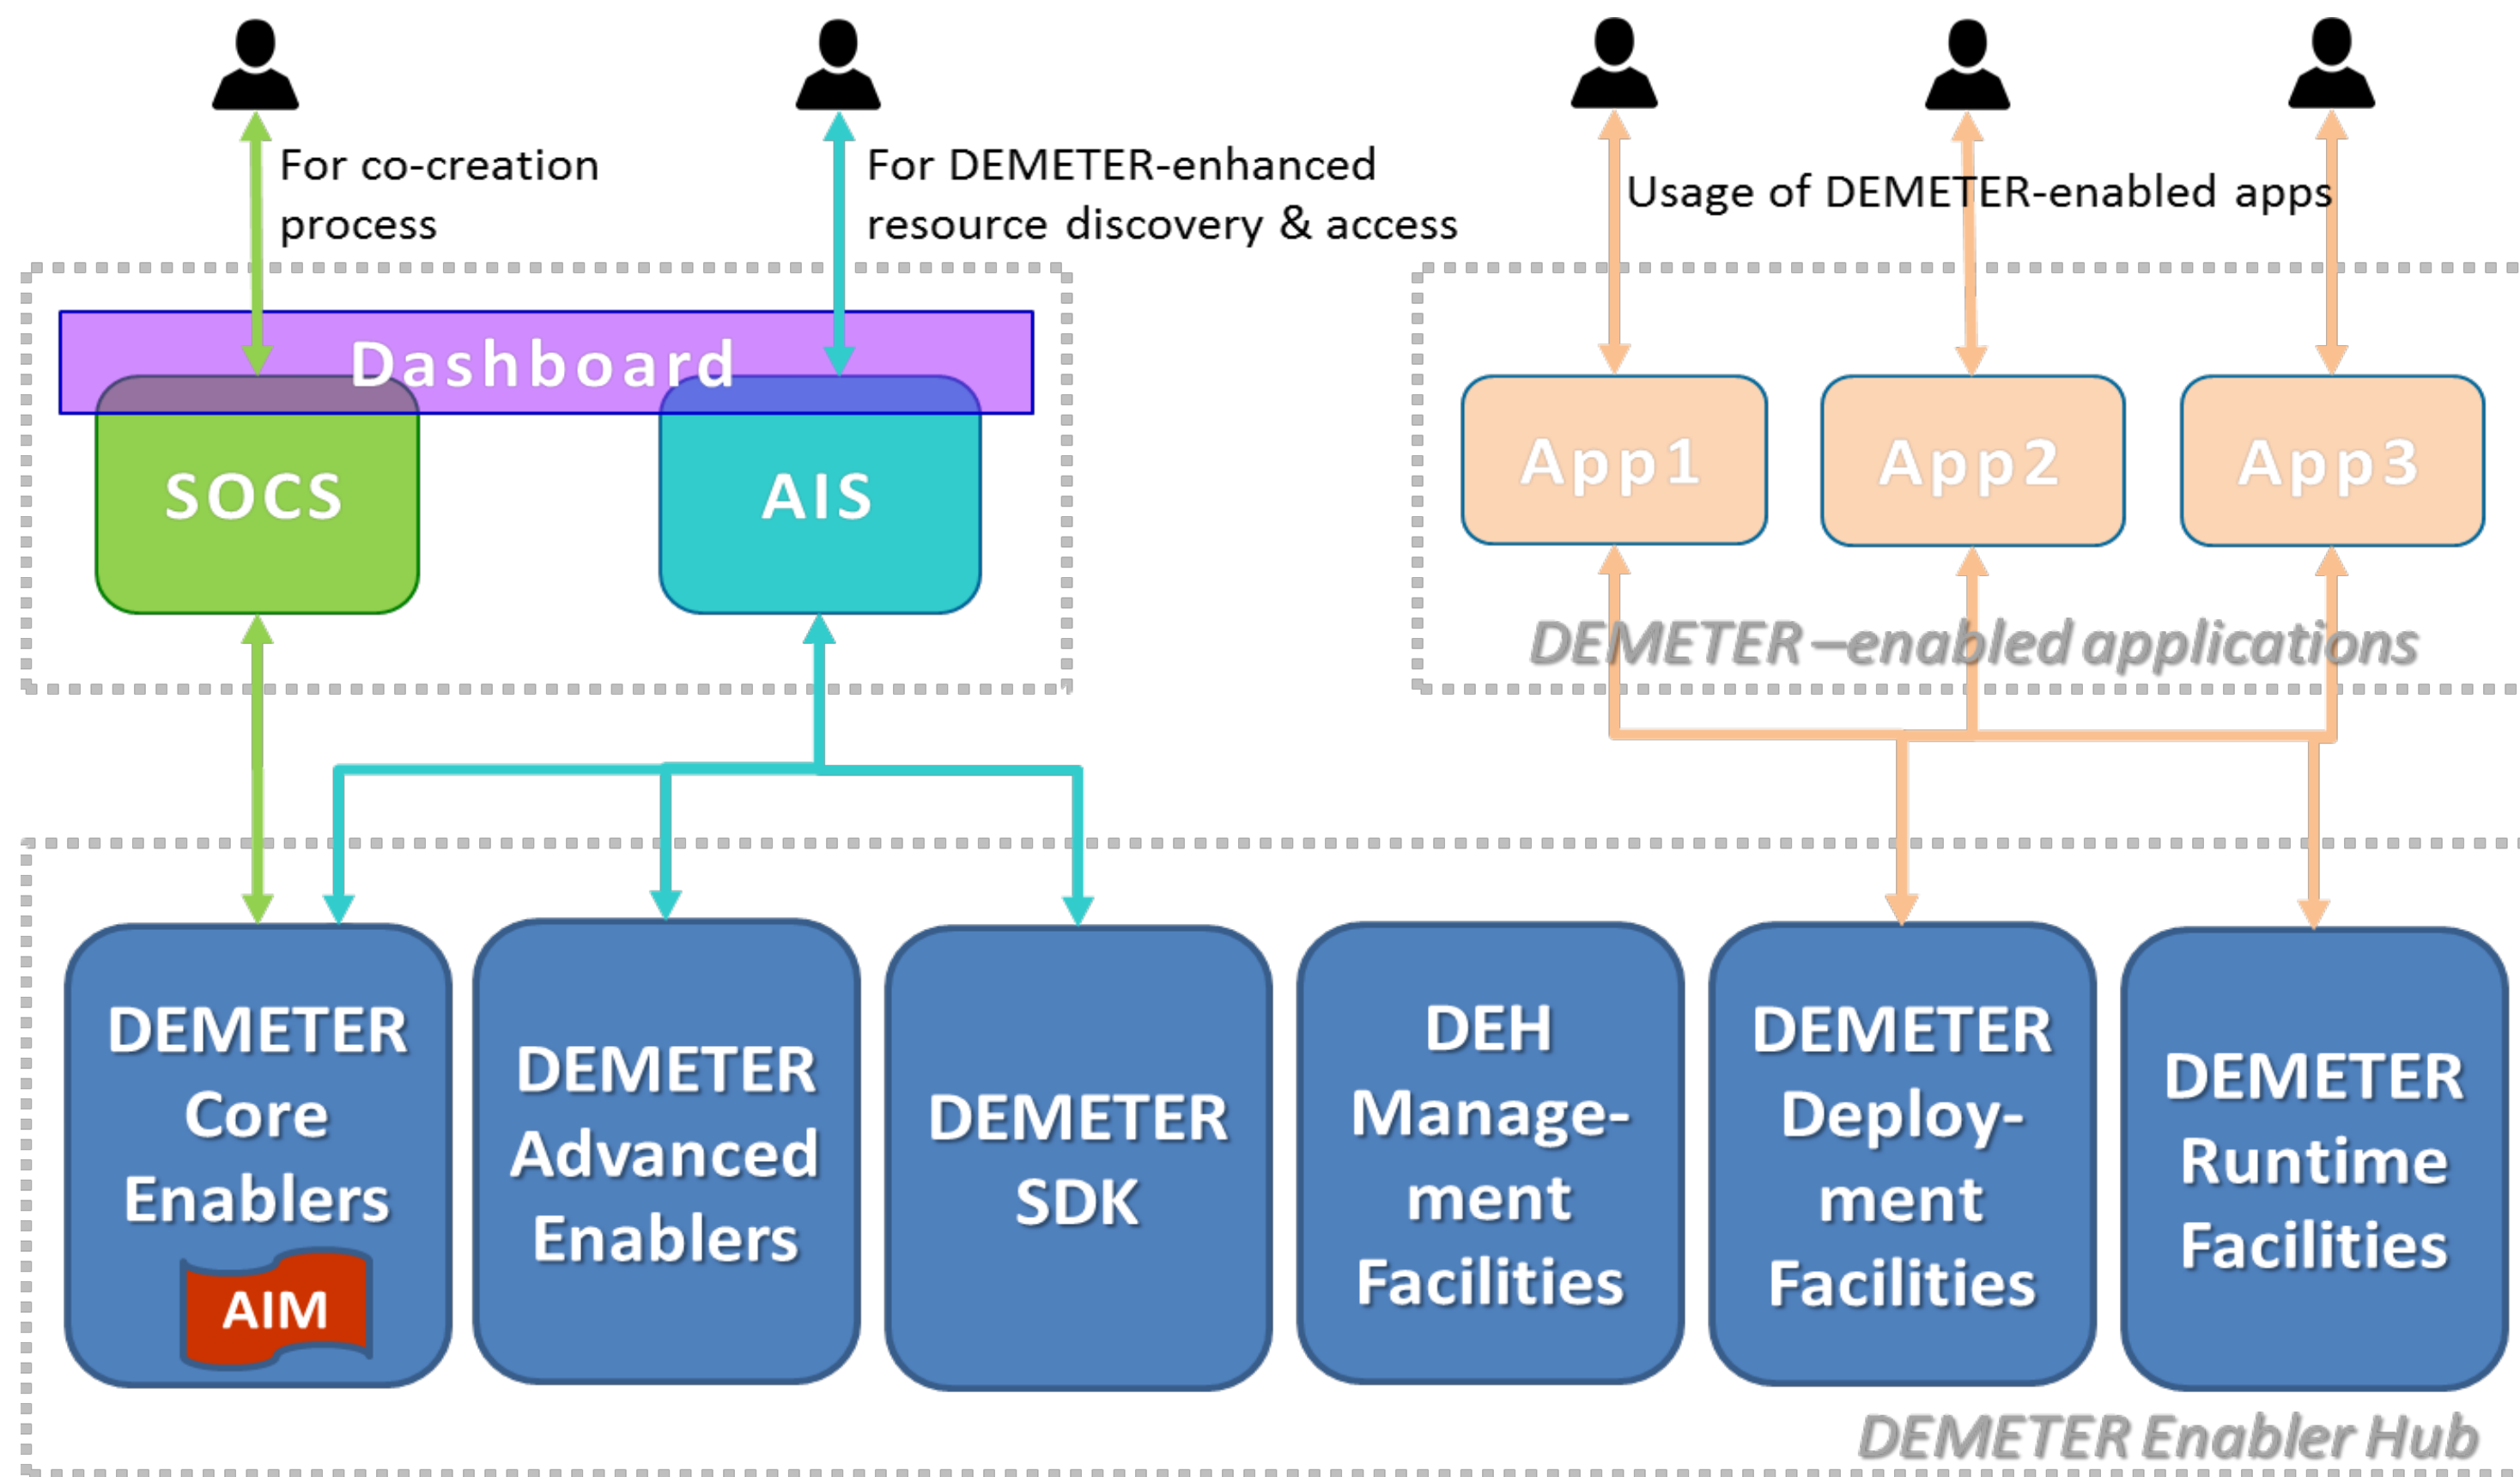 For co-creation
process
For DEMETER-enhanced
resource discovery & access
Usage of DEMETER-enabled apps
Dashboard
SOCS
AIS
App1
App2
App3
DEMETER –enabled applications
DEMETER
Core
Enablers
AIM
DEMETER
Advanced
Enablers
DEMETER
SDK
DEH
Manage-
ment
Facilities
DEMETER
Deploy-
ment
Facilities
DEMETER
Runtime
Facilities
DEMETER Enabler Hub